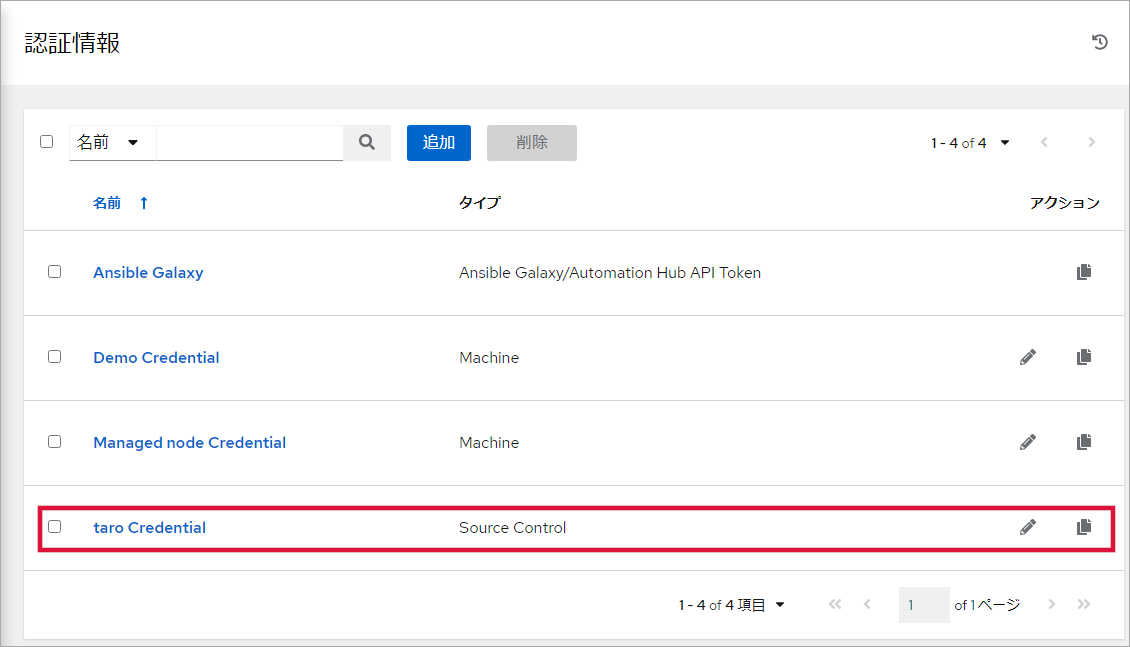 認証情報
名前 追加 削除 1 - 4 of 4
名前 タイプ アクション
Ansible Galaxy Ansible Galaxy/Automation Hub API Token
Demo Credential Machine
Managed node Credential Machine
taro Credential Source Control
1 - 4 of 4 項目 1 of 1 ページ